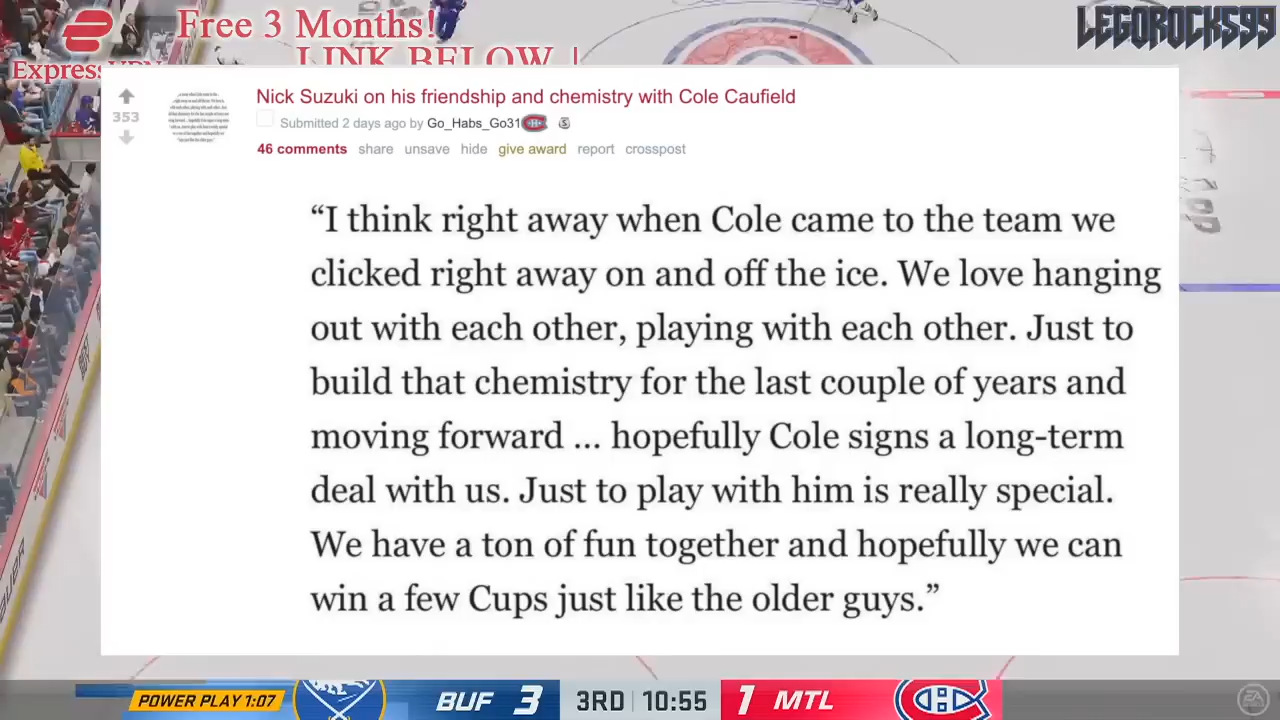 Free 3 Months!
LINK BELOW !
LEGOROCKS99
Express
353
Nick Suzuki on his friendship and chemistry with Cole Caufield
Submitted 2 days ago by Go_Habs_Go31
46 comments share unsave hide give award report crosspost
“I think right away when Cole came to the team we
clicked right away on and off the ice. We love hanging
out with each other, playing with each other. Just to
build that chemistry for the last couple of years and
moving forward ... hopefully Cole signs a long-term
deal with us. Just to play with him is really special.
We have a ton of fun together and hopefully we can
win a few Cups just like the older guys.”
POWER PLAY 1:07 BUF 3 3RD 10:55 1 MTL
EA